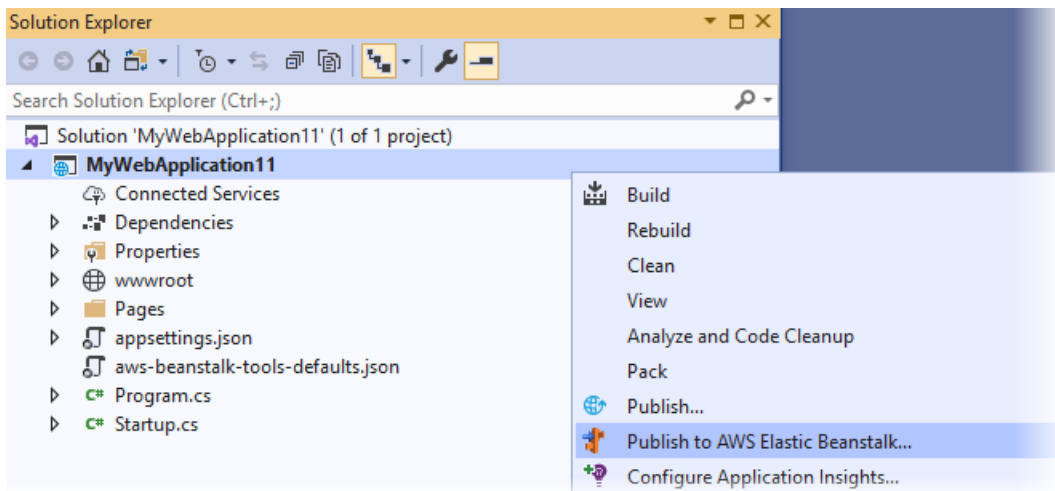 Solution Explorer
Search Solution Explorer (Ctrl+;)
Solution 'MyWebApplication11' (1 of 1 project)
MyWebApplication11
Connected Services
Dependencies
Properties
wwwroot
Pages
appsettings.json
aws-beanstalk-tools-defaults.json
C# Program.cs
C# Startup.cs
Build
Rebuild
Clean
View
Analyze and Code Cleanup
Pack
Publish...
Publish to AWS Elastic Beanstalk...
Configure Application Insights...